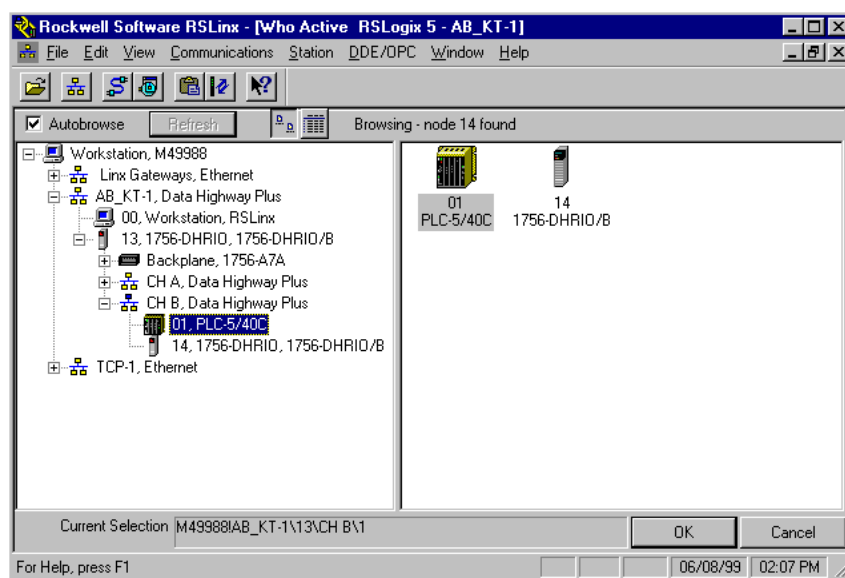 Rockwell Software RSLinx - [Who Active RSLogix 5 - AB_KT-1]
File Edit View Communications Station DDE/OPC Window Help
Autobrowse Refresh Browsing - node 14 found
Workstation, M49988
Linx Gateways, Ethernet
AB_KT-1, Data Highway Plus
00, Workstation, RSLinx
13, 1756-DHRIO, 1756-DHRIO/B
Backplane, 1756-A7A
CH A, Data Highway Plus
CH B, Data Highway Plus
01, PLC-5/40C
14, 1756-DHRIO, 1756-DHRIO/B
TCP-1, Ethernet
01
PLC-5/40C
14
1756-DHRIO/B
Current Selection M49988!AB_KT-1\13\CH B\1
OK Cancel
For Help, press F1 06/08/99 02:07 PM